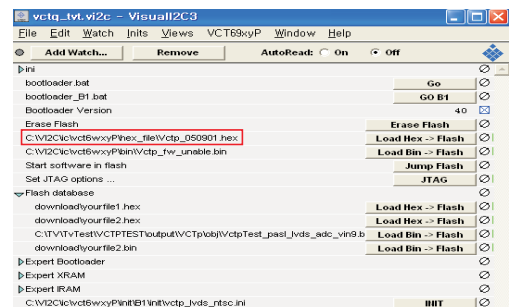 vctq_tvt.vi2c - VisualI2C3
File Edit Watch Inits Views VCT69xyP Window Help
Add Watch... Remove AutoRead: On Off
ini
bootloader.bat Go
bootloader_B1.bat GO B1
Bootloader Version 40
Erase Flash Erase Flash
C:\VI2C\ic\vct6wxyP\hex_file\Vctp_050901.hex Load Hex -> Flash
C:\VI2C\ic\vct6wxyP\bin\Vctp_fw_unable.bin Load Bin -> Flash
Start software in flash Jump Flash
Set JTAG options ... JTAG
Flash database
download\yourfile1.hex Load Hex -> Flash
download\yourfile2.hex Load Hex -> Flash
C:\TV\TvTest\VCTPTEST\output\VCTp\obj\VctpTest_pasl_lvds_adc_vin9.b Load Bin -> Flash
download\yourfile2.bin Load Bin -> Flash
Expert Bootloader
Expert XRAM
Expert IRAM
C:\VI2C\ic\vct6wxyP\init\B1\init\vctp_lvds_ntsc.ini INIT